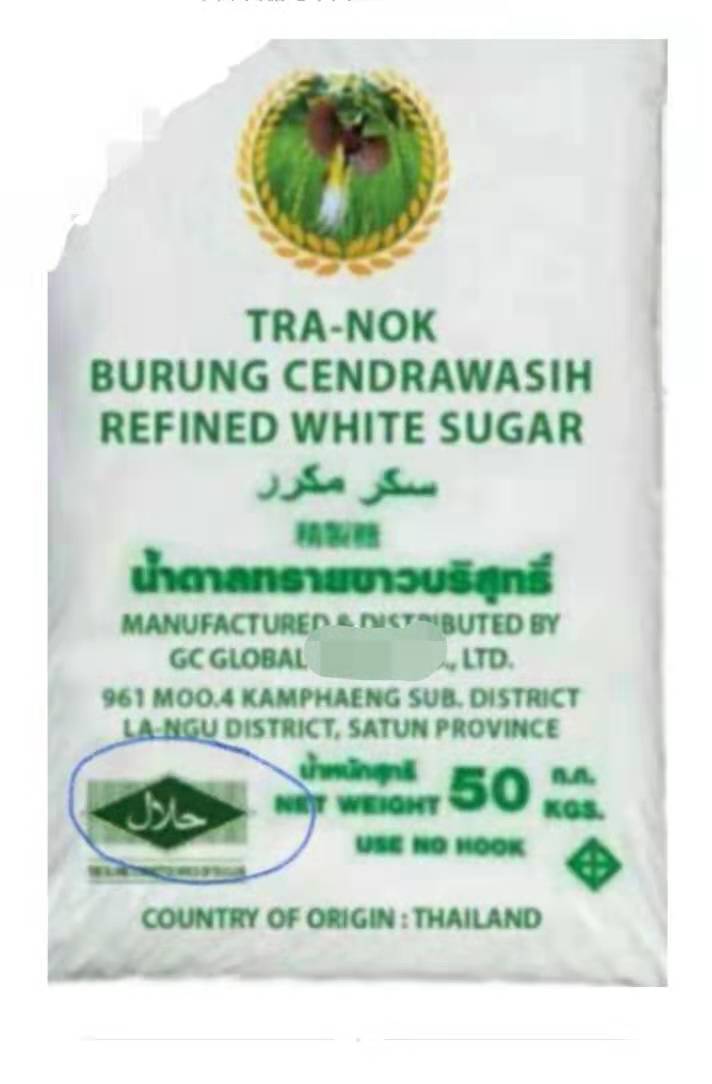 TRA-NOK
BURUNG CENDRAWASIH
REFINED WHITE SUGAR
سكر مكرر
น้ำตาลทรายขาวบริสุทธิ์
MANUFACTURED & DISTRIBUTED BY
GC GLOBAL ., LTD.
961 MOO.4 KAMPHAENG SUB. DISTRICT
LA-NGU DISTRICT, SATUN PROVINCE
น้ำหนักสุทธิ
NET WEIGHT 50 ก.ก. KGS.
حلال
USE NO HOOK
COUNTRY OF ORIGIN : THAILAND